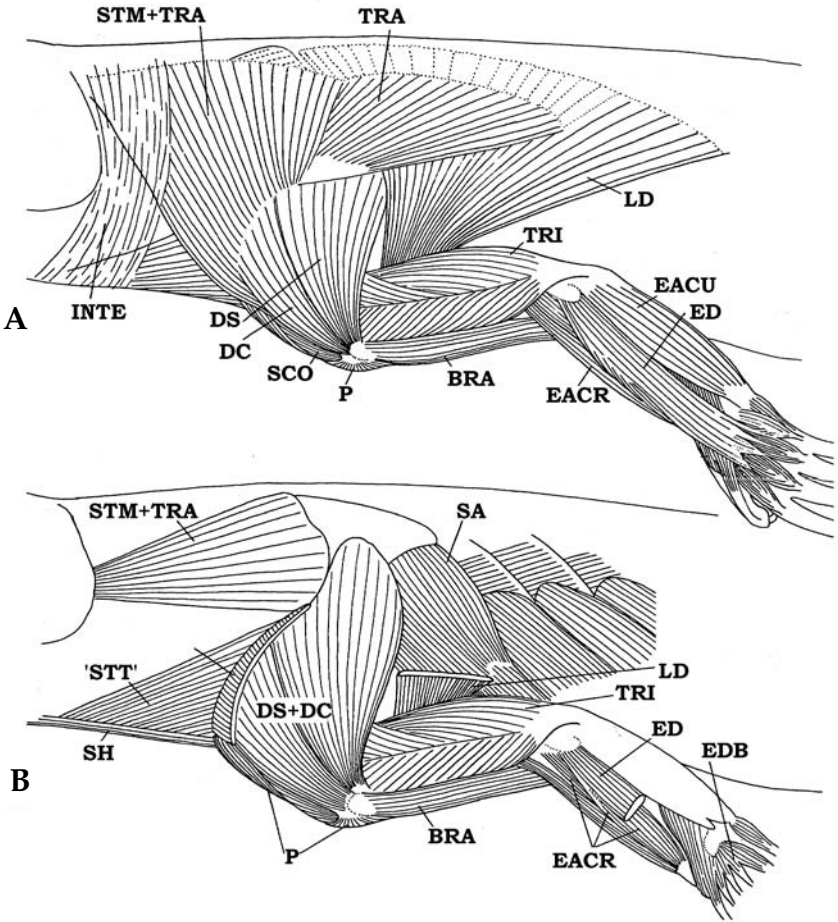 STM+TRA
TRA
LD
TRI
EACU
ED
INTE
A
DS
DC
SCO
P
BRA
EACR
STM+TRA
SA
'STT'
LD
TRI
DS+DC
ED
EDB
SH
B
BRA
P
EACR